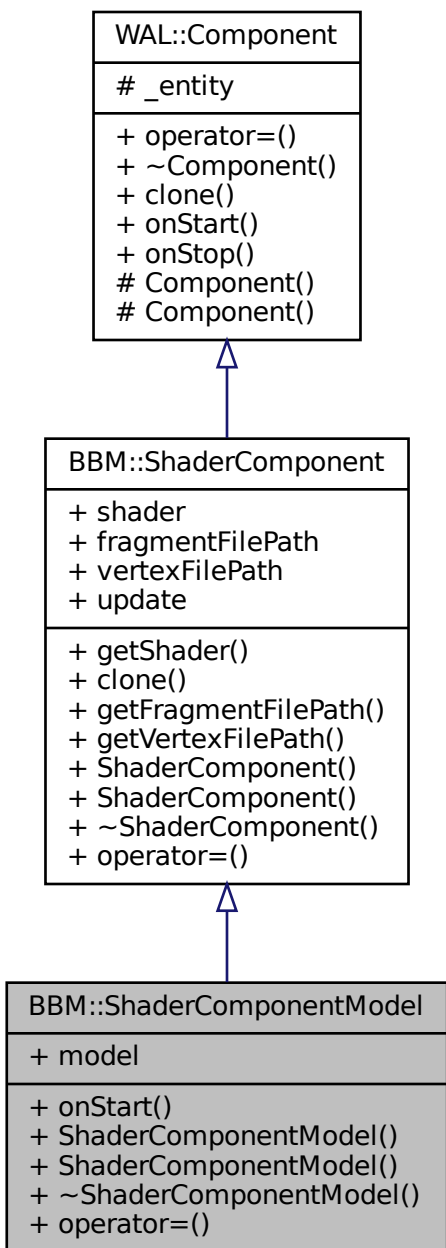 WAL::Component
# _entity
+ operator=()
+ ~Component()
+ clone()
+ onStart()
+ onStop()
# Component()
# Component()
BBM::ShaderComponent
+ shader
+ fragmentFilePath
+ vertexFilePath
+ update
+ getShader()
+ clone()
+ getFragmentFilePath()
+ getVertexFilePath()
+ ShaderComponent()
+ ShaderComponent()
+ ~ShaderComponent()
+ operator=()
BBM::ShaderComponentModel
+ model
+ onStart()
+ ShaderComponentModel()
+ ShaderComponentModel()
+ ~ShaderComponentModel()
+ operator=()